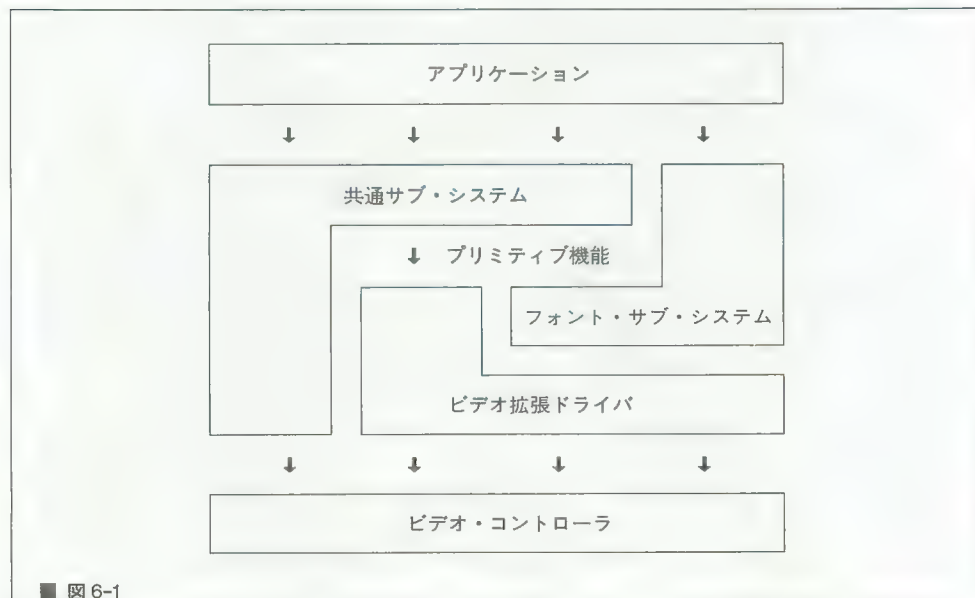 アプリケーション
↓ ↓ ↓ ↓
共通サブ・システム
↓ プリミティブ機能
フォント・サブ・システム
ビデオ拡張ドライバ
↓ ↓ ↓ ↓
ビデオ・コントローラ
■ 図6-1